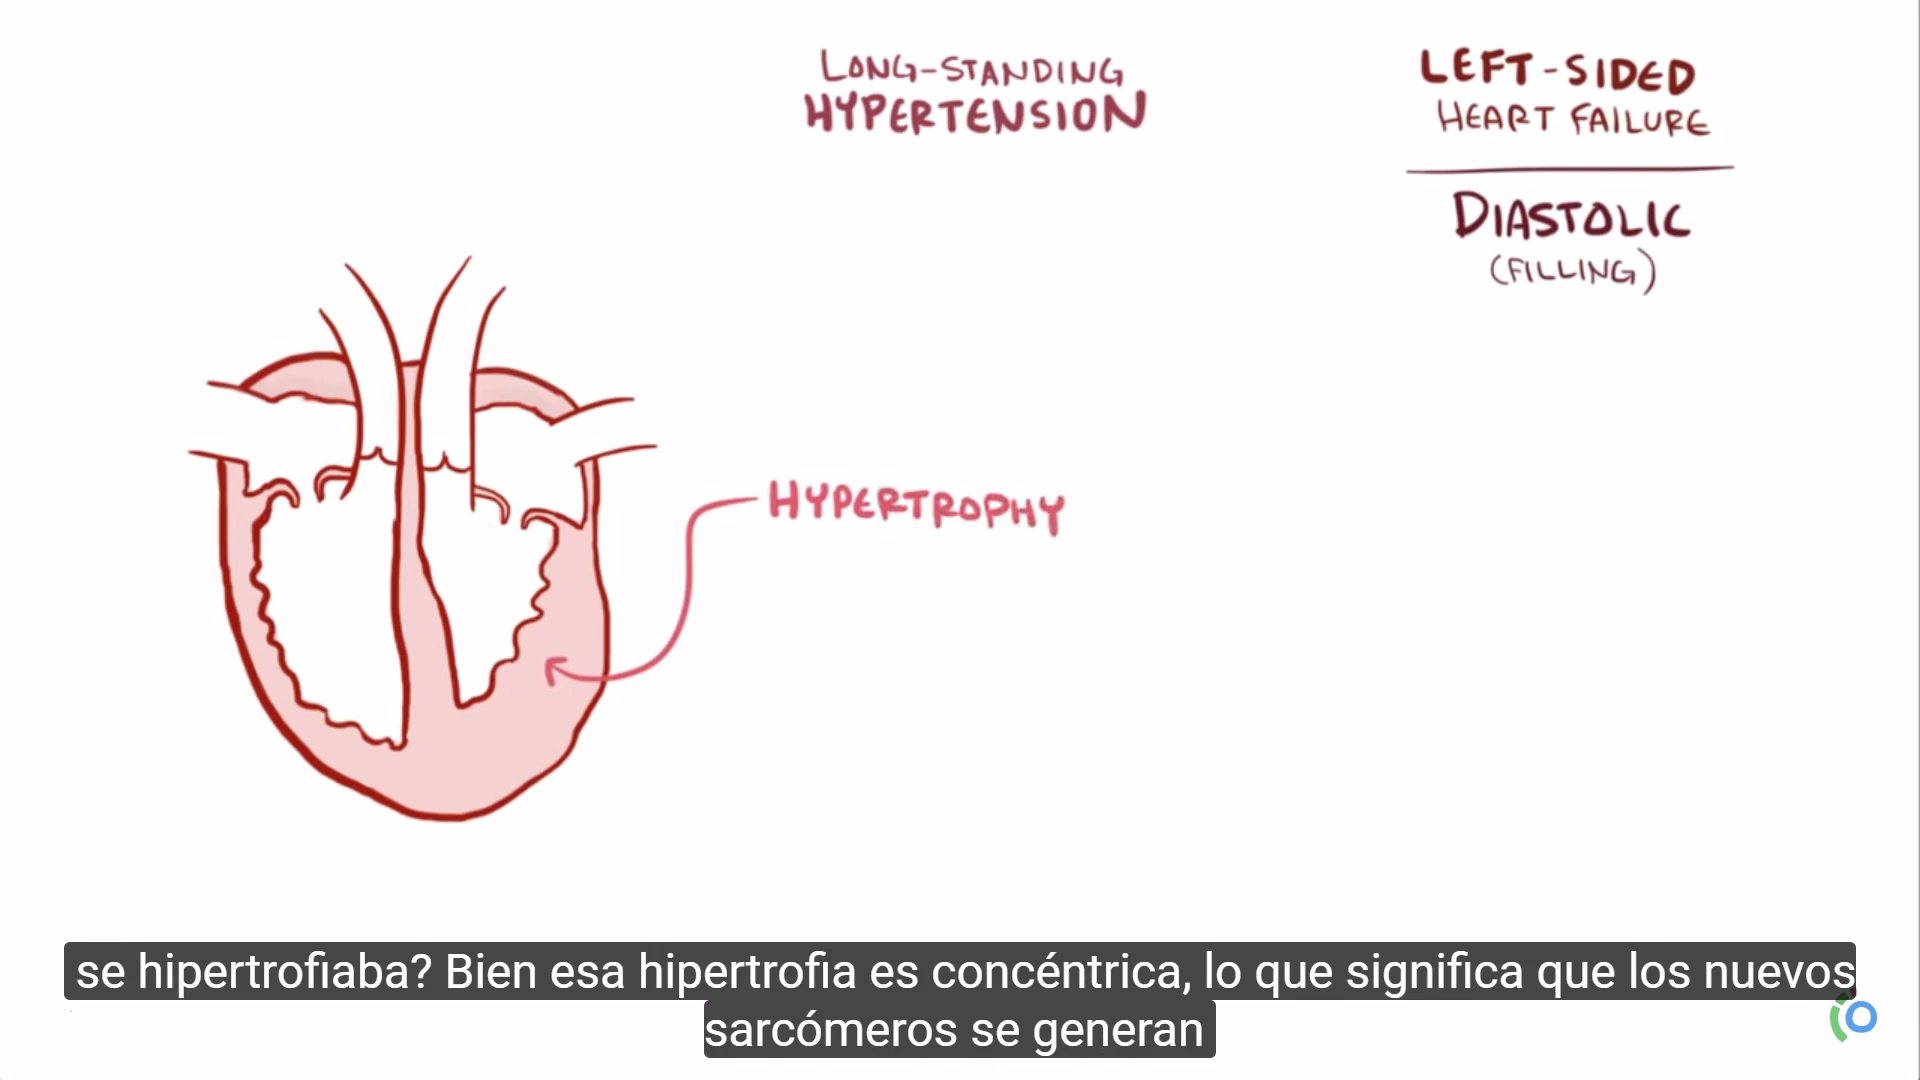 LONG-STANDING
HYPERTENSION
LEFT-SIDED
HEART FAILURE
DIASTOLIC
(FILLING)
HYPERTROPHY
se hipertrofiaba? Bien esa hipertrofia es concéntrica, lo que significa que los nuevos
sarcómeros se generan